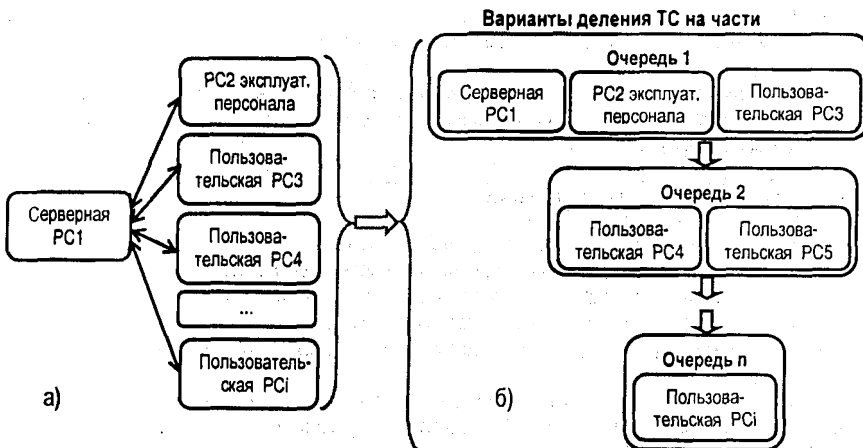 Варианты деления ТС на части
РС2 эксплуат.
персонала
Пользова-
тельская РС3
Серверная
РС1
Пользова-
тельская РС4
...
Пользователь-
ская РСi
а)
Очередь 1
Серверная
РС1
РС2 эксплуат.
персонала
Пользова-
тельская РС3
Очередь 2
Пользова-
тельская РС4
Пользова-
тельская РС5
Очередь n
Пользова-
тельская РСi
б)